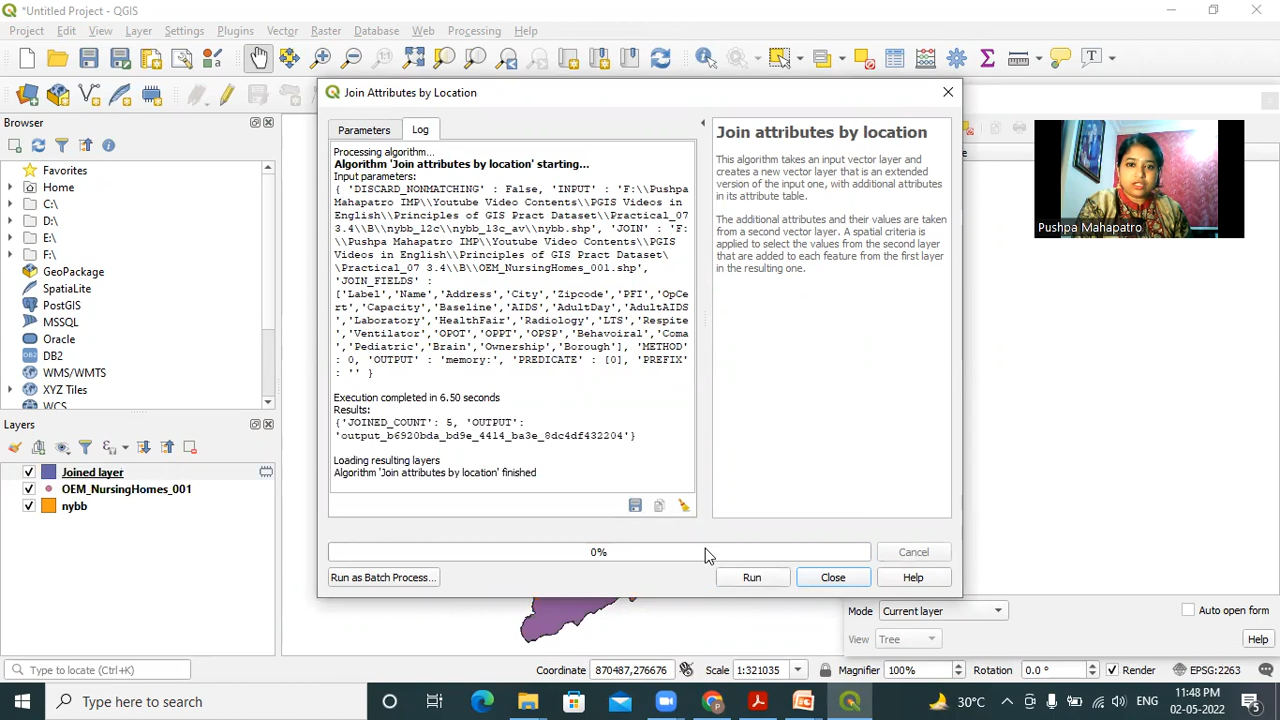 *Untitled Project - QGIS
Project Edit View Layer Settings Plugins Vector Raster Database Web Processing Help
Browser
Favorites
Home
C:\
D:\
E:\
F:\
GeoPackage
SpatiaLite
PostGIS
MSSQL
Oracle
DB2
WMS/WMTS
XYZ Tiles
WCS
Layers
Joined layer
OEM_NursingHomes_001
nybb
Join Attributes by Location
Parameters Log
Processing algorithm...
Algorithm 'Join attributes by location' starting...
Input parameters:
{ 'DISCARD_NONMATCHING' : False, 'INPUT' : 'F:\\Pushpa
Mahapatro IMP\\Youtube Video Contents\\PGIS Videos in
English\\Principles of GIS Pract Dataset\\Practical_07
3.4\\B\\nybb_12c\\nybb_13c_av\\nybb.shp', 'JOIN' : 'F:
\\Pushpa Mahapatro IMP\\Youtube Video Contents\\PGIS
Videos in English\\Principles of GIS Pract Dataset\
\Practical_07 3.4\\B\\OEM_NursingHomes_001.shp',
'JOIN_FIELDS' :
['Label','Name','Address','City','Zipcode','PFI','OpCe
rt','Capacity','Baseline','AIDS','AdultDay','AdultAIDS
','Laboratory','HealthFair','Radiology','LTS','Respite
','Ventilator','OPOT','OPPT','OPSP','Behavoiral','Coma
','Pediatric','Brain','Ownership','Borough'], 'METHOD'
: 0, 'OUTPUT' : 'memory:', 'PREDICATE' : [0], 'PREFIX'
: '' }
Execution completed in 6.50 seconds
Results:
{'JOINED_COUNT': 5, 'OUTPUT':
'output_b6920bda_bd9e_4414_ba3e_8dc4df432204'}
Loading resulting layers
Algorithm 'Join attributes by location' finished
Join attributes by location
This algorithm takes an input vector layer and
creates a new vector layer that is an extended
version of the input one, with additional attributes
in its attribute table.
The additional attributes and their values are taken
from a second vector layer. A spatial criteria is
applied to select the values from the second layer
that are added to each feature from the first layer
in the resulting one.
0% Cancel
Run as Batch Process... Run Close Help
Pushpa Mahapatro
Mode Current layer Auto open form
View Tree Help
Type to locate (Ctrl+K) Coordinate 870487,276676 Scale 1:321035 Magnifier 100% Rotation 0.0 ° Render EPSG:2263
Type here to search 30°C ENG 11:48 PM
02-05-2022 5